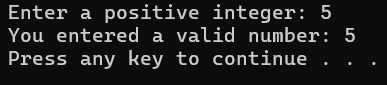 Enter a positive integer: 5
You entered a valid number: 5
Press any key to continue . . .